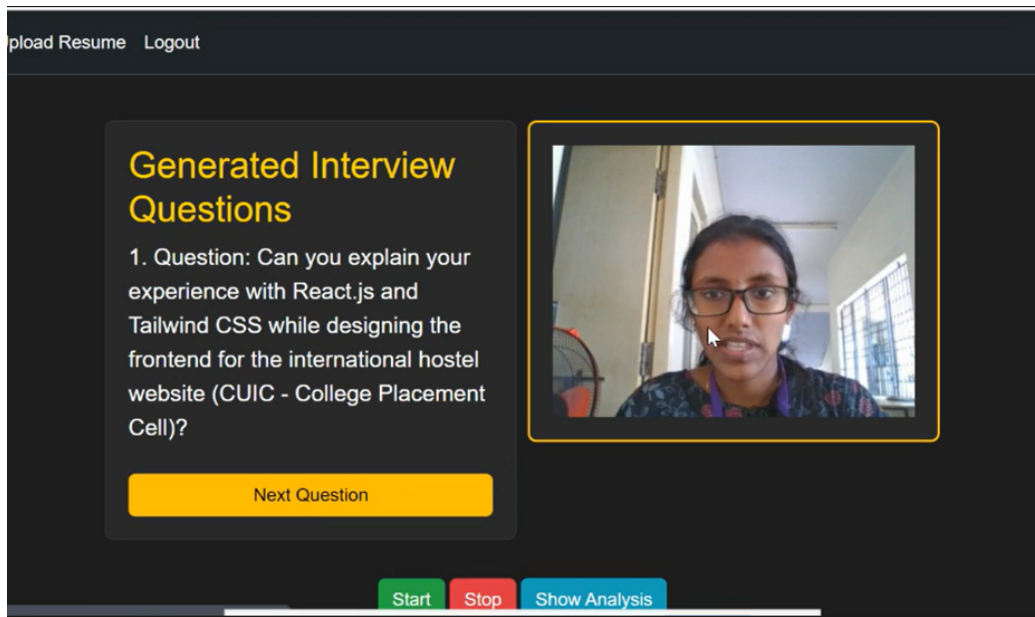 pload Resume Logout
Generated Interview
Questions
1. Question: Can you explain your
experience with React.js and
Tailwind CSS while designing the
frontend for the international hostel
website (CUIC - College Placement
Cell)?
Next Question
Start Stop Show Analysis